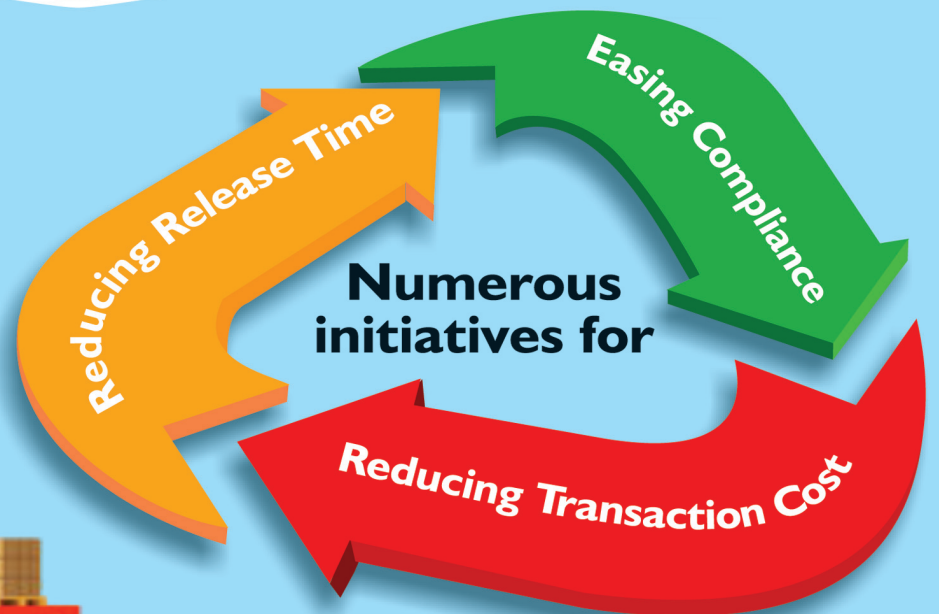 Easing Compliance
Reducing Release Time
Numerous
initiatives for
Reducing Transaction Cost